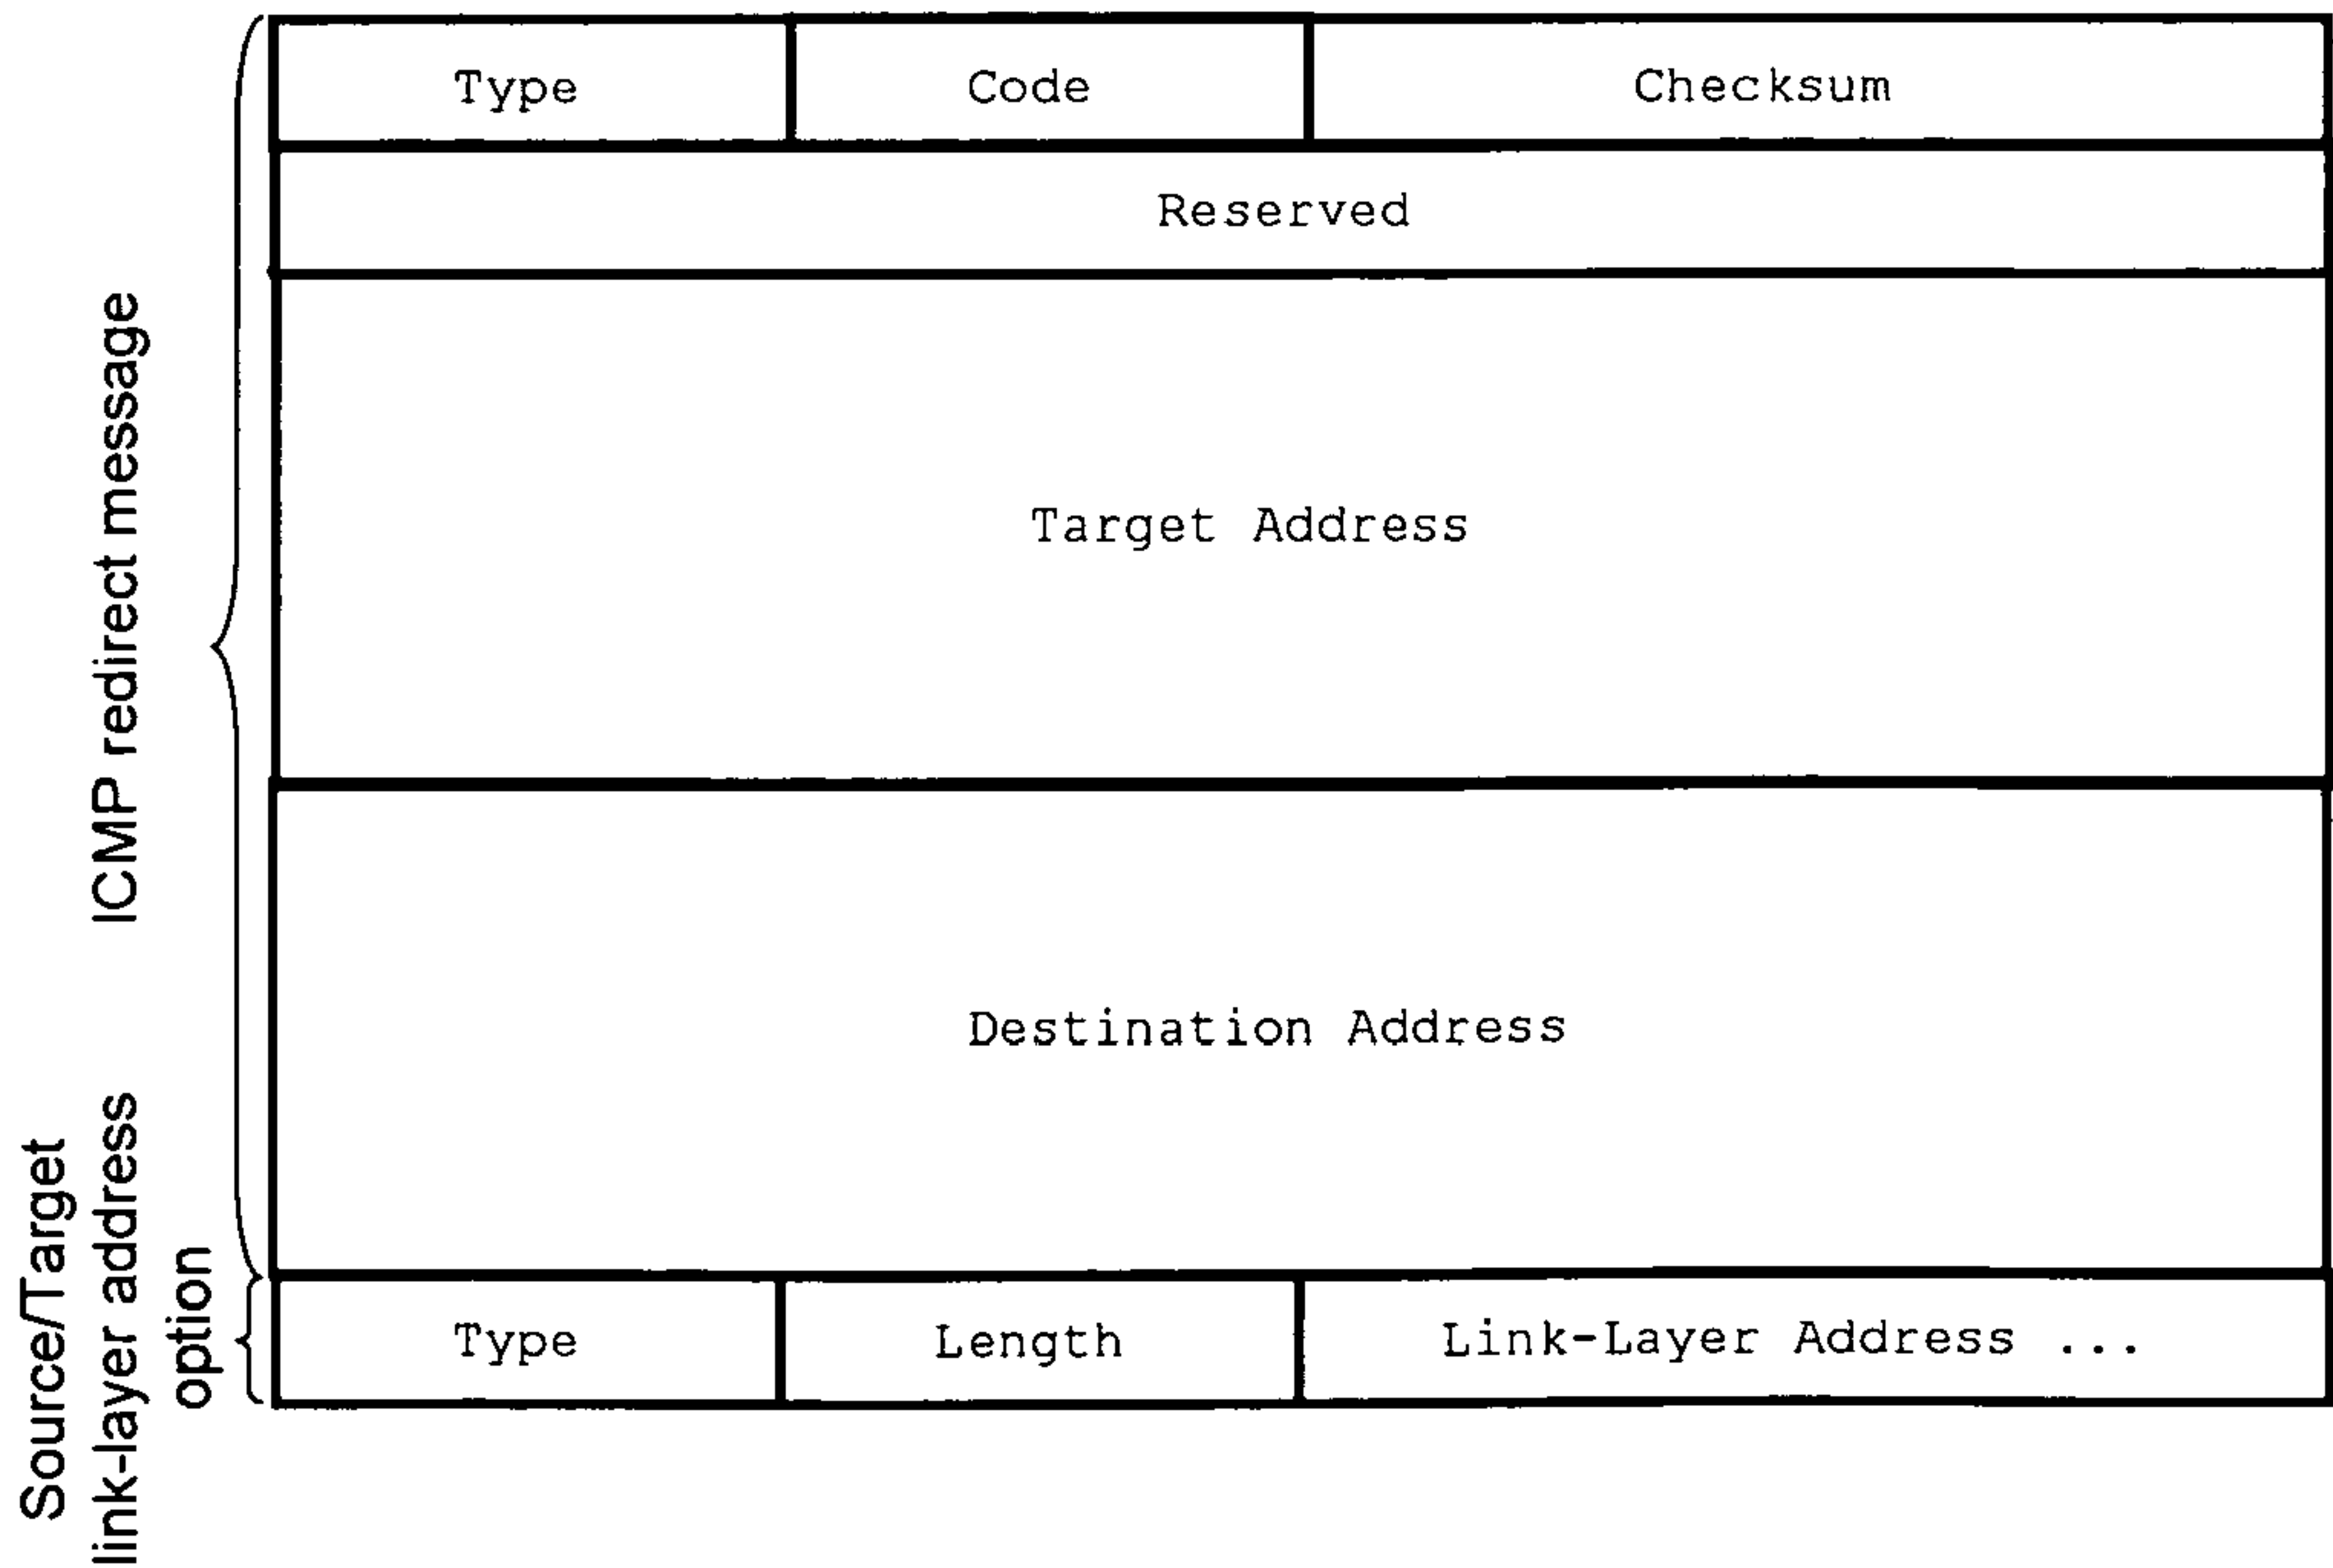 Type
Code
Checksum
Reserved
ICMP redirect message
Target Address
Destination Address
Source/Target
link-layer address
option
Type
Length
Link-Layer Address ...